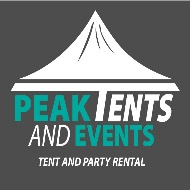 PEAK TENTS
AND EVENTS
TENT AND PARTY RENTAL